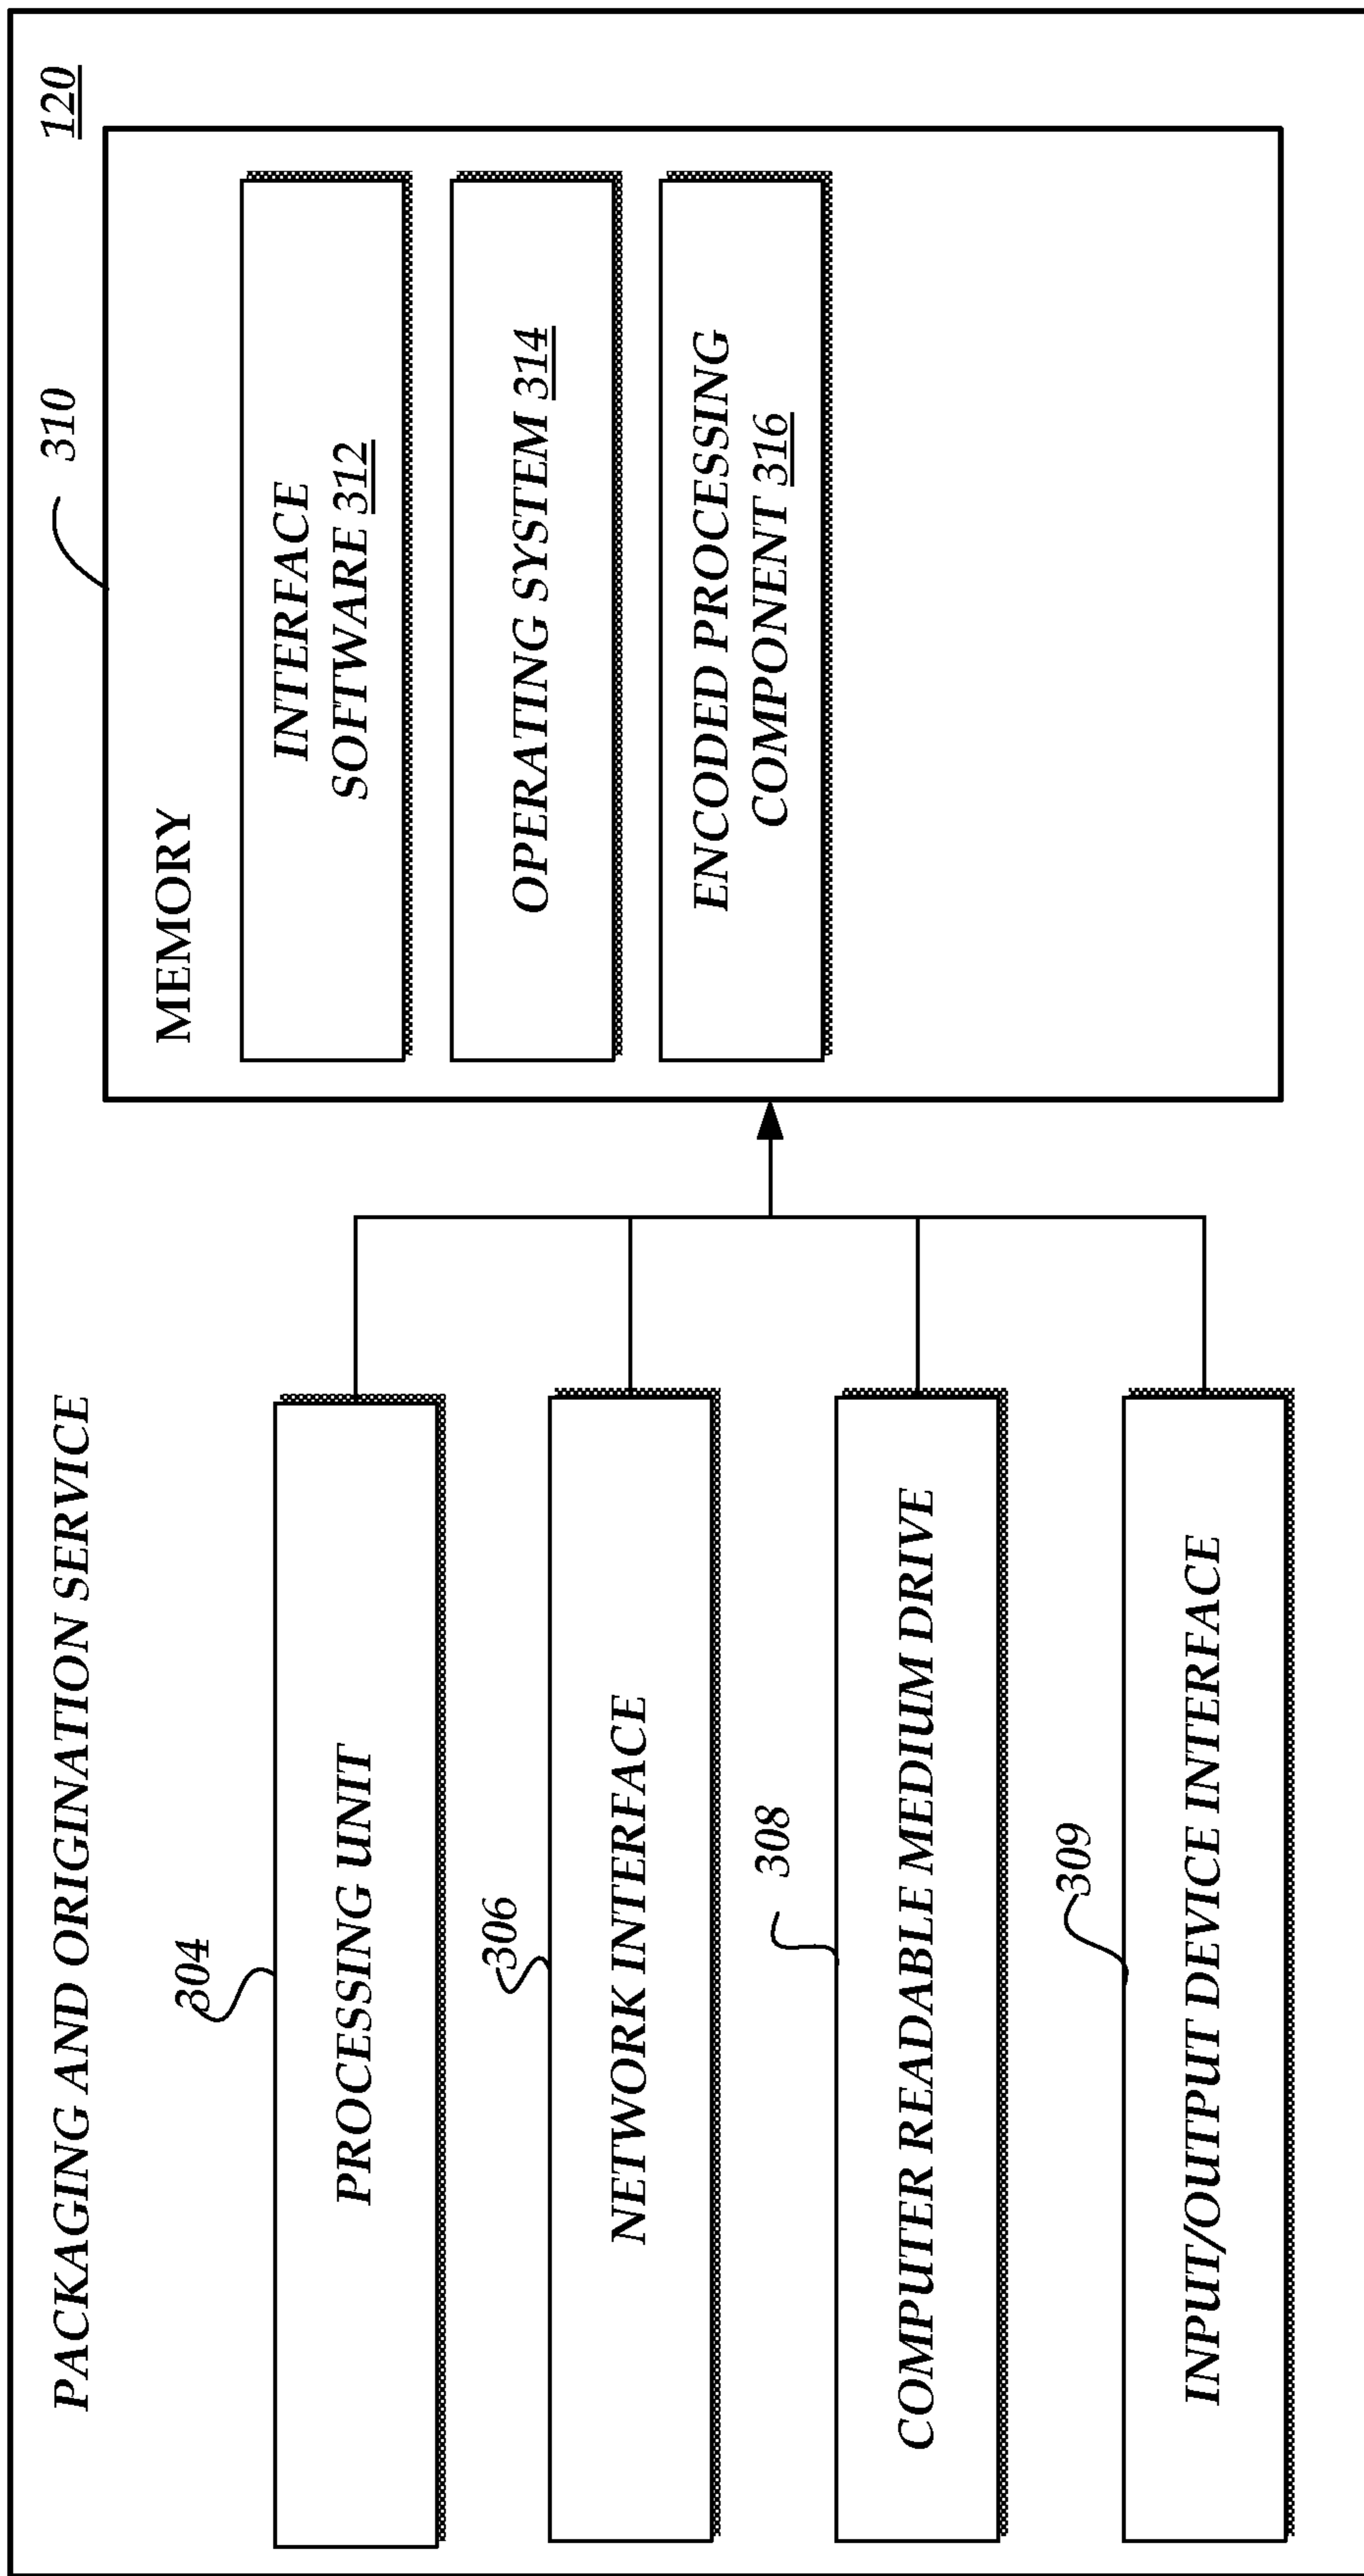 PACKAGING AND ORIGINATION SERVICE
120
304
PROCESSING UNIT
306
NETWORK INTERFACE
308
COMPUTER READABLE MEDIUM DRIVE
309
INPUT/OUTPUT DEVICE INTERFACE
310
MEMORY
INTERFACE
SOFTWARE 312
OPERATING SYSTEM 314
ENCODED PROCESSING
COMPONENT 316